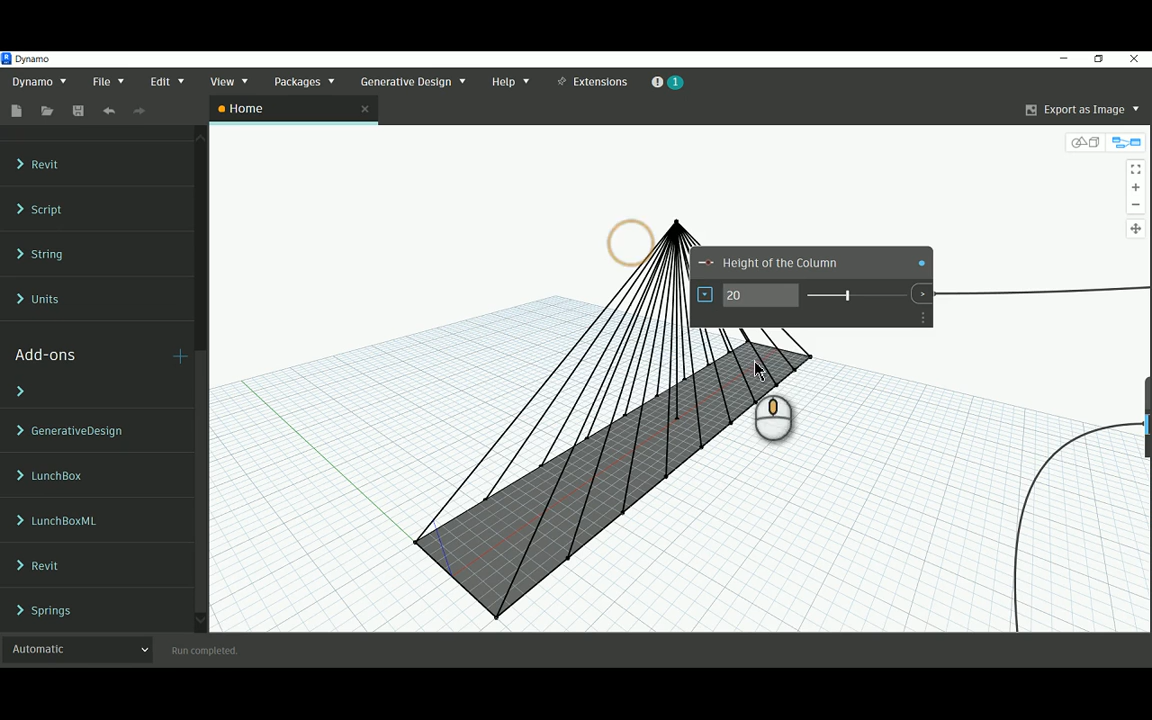 Dynamo
Dynamo File Edit View Packages Generative Design Help Extensions ! 1
Home
Export as Image
Revit
Script
String
Units
Add-ons
GenerativeDesign
LunchBox
LunchBoxML
Revit
Springs
Height of the Column
20
>
Automatic
Run completed.